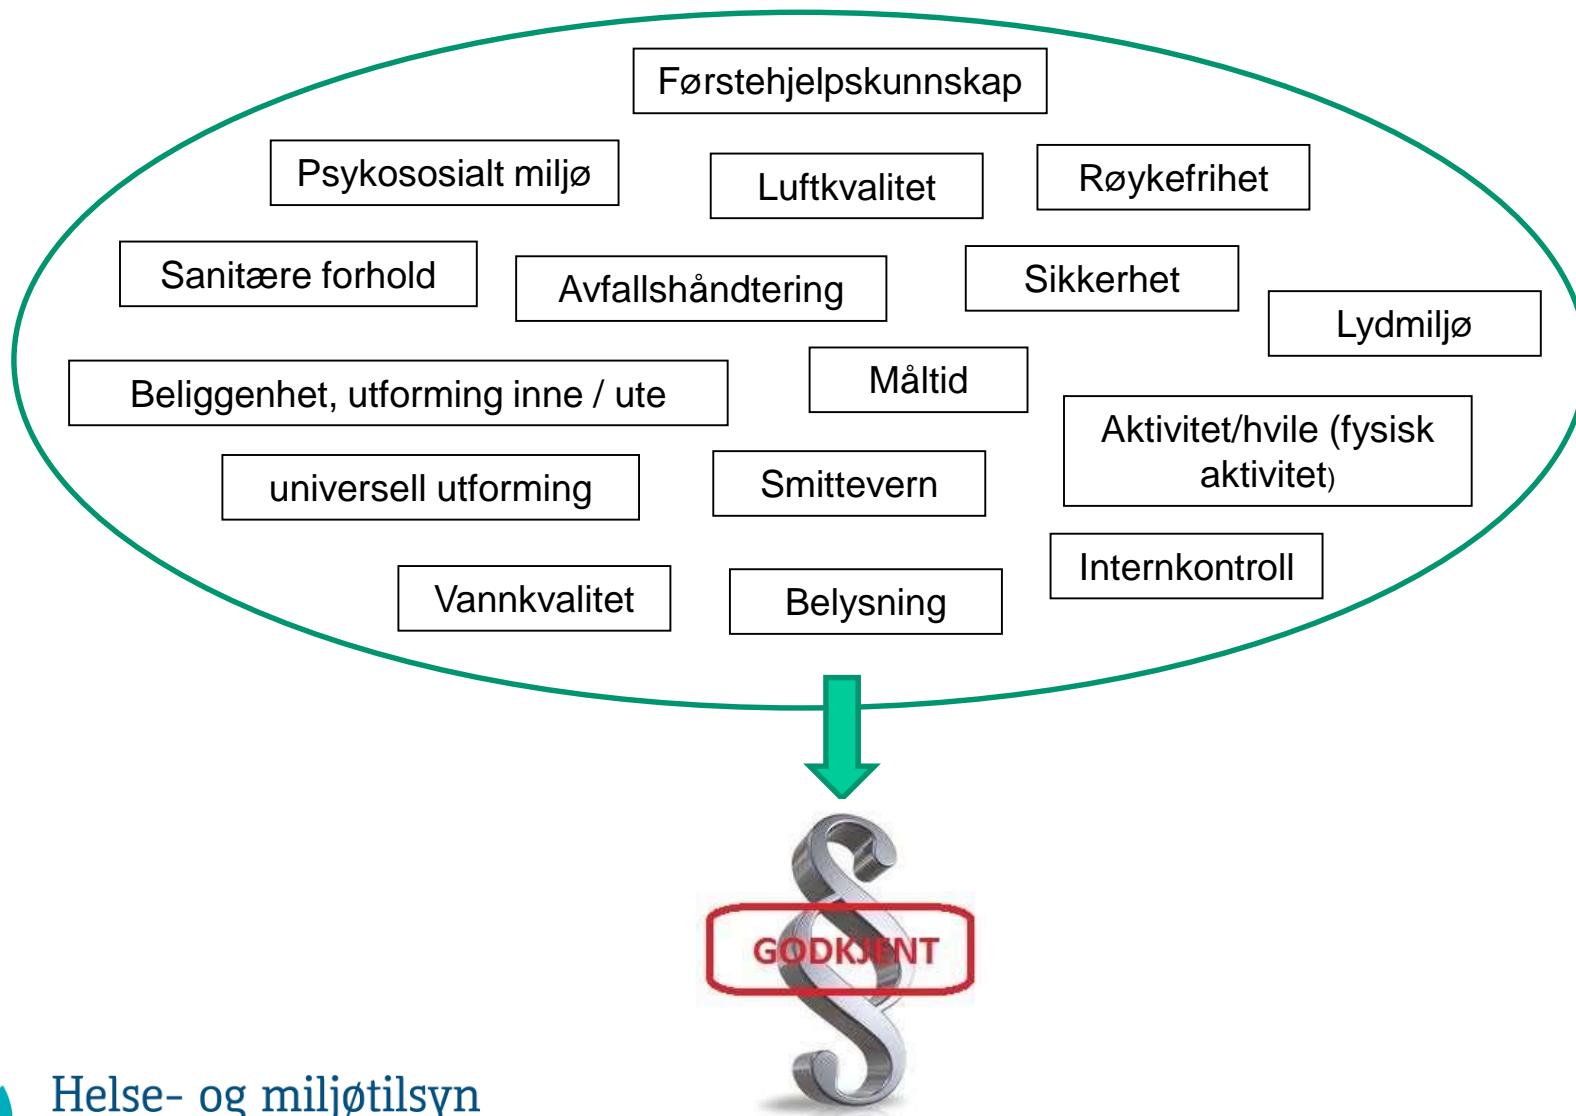 Førstehjelpskunnskap
Psykososialt miljø
Luftkvalitet
Røykefrihet
Sanitære forhold
Avfallshåndtering
Sikkerhet
Lydmiljø
Beliggenhet, utforming inne / ute
Måltid
Aktivitet/hvile (fysisk
aktivitet)
universell utforming
Smittevern
Internkontroll
Vannkvalitet
Belysning
§
GODKJENT
Helse- og miljøtilsyn